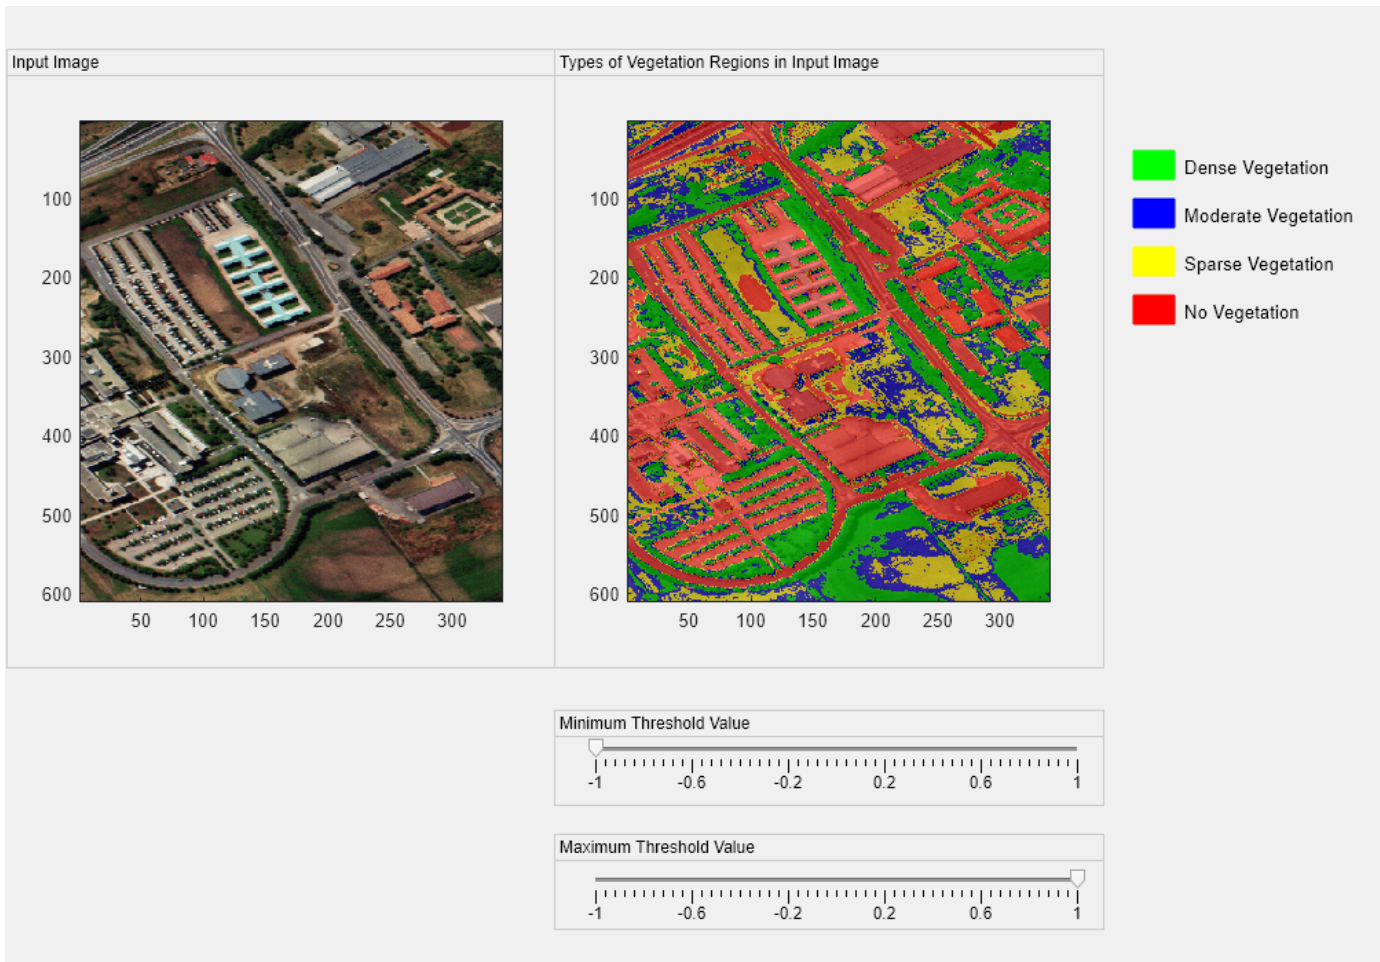 Input Image
Types of Vegetation Regions in Input Image
100
200
300
400
500
600
50 100 150 200 250 300
100
200
300
400
500
600
50 100 150 200 250 300
Dense Vegetation
Moderate Vegetation
Sparse Vegetation
No Vegetation
Minimum Threshold Value
-1 -0.6 -0.2 0.2 0.6 1
Maximum Threshold Value
-1 -0.6 -0.2 0.2 0.6 1